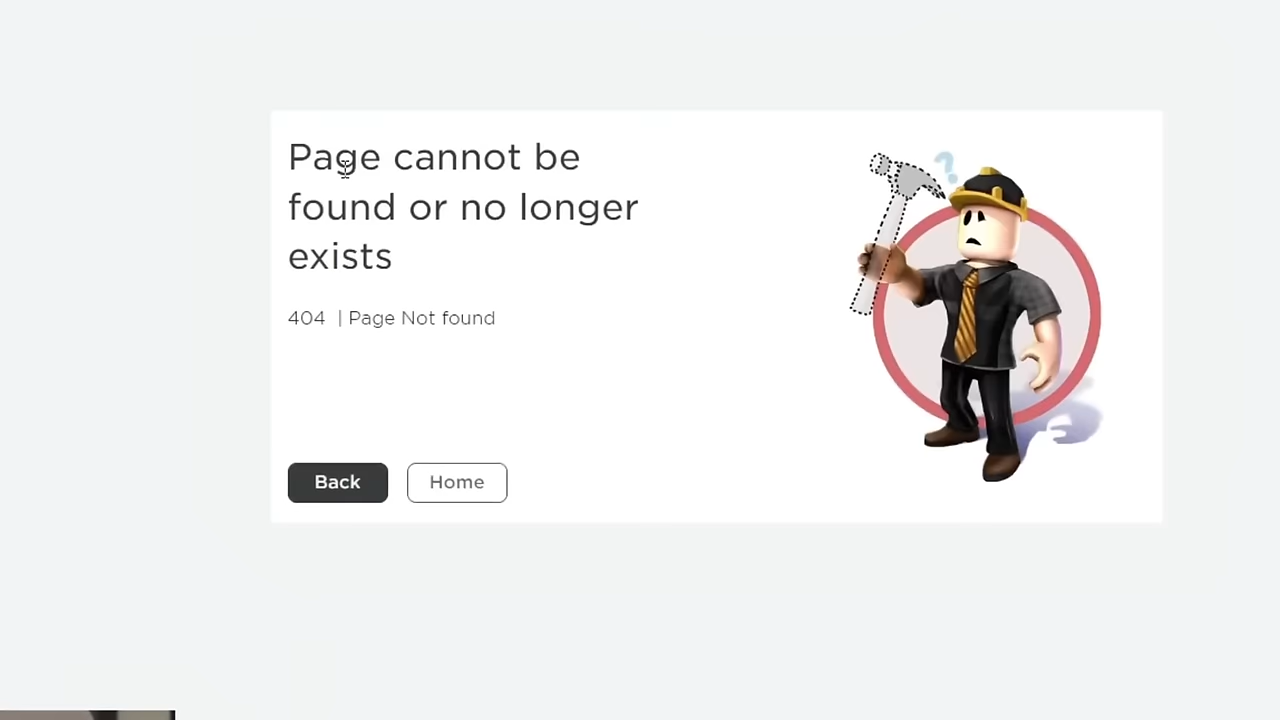 Page cannot be
found or no longer
exists
404 | Page Not found
Back
Home